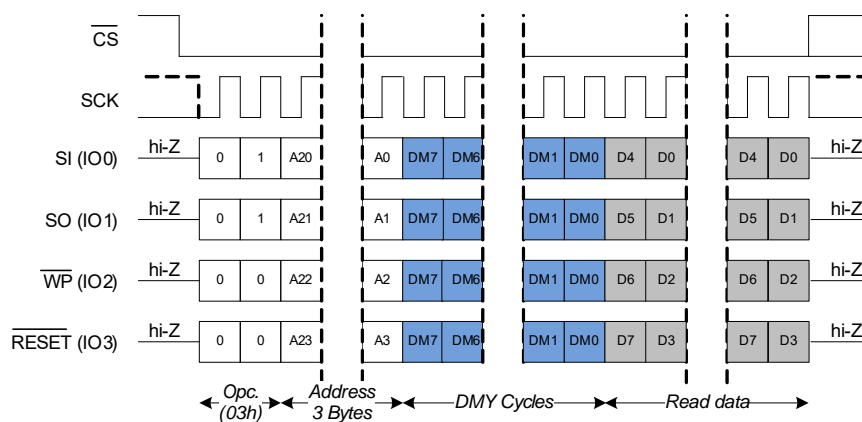 CS
SCK
hi-Z hi-Z
SI (IO0) 0 1 A20 A0 DM7 DM6 DM1 DM0 D4 D0 D4 D0
hi-Z hi-Z
SO (IO1) 0 1 A21 A1 DM7 DM6 DM1 DM0 D5 D1 D5 D1
hi-Z hi-Z
WP (IO2) 0 0 A22 A2 DM7 DM6 DM1 DM0 D6 D2 D6 D2
hi-Z hi-Z
RESET (IO3) 0 0 A23 A3 DM7 DM6 DM1 DM0 D7 D3 D7 D3
Opc. Address DMY Cycles Read data
(03h) 3 Bytes